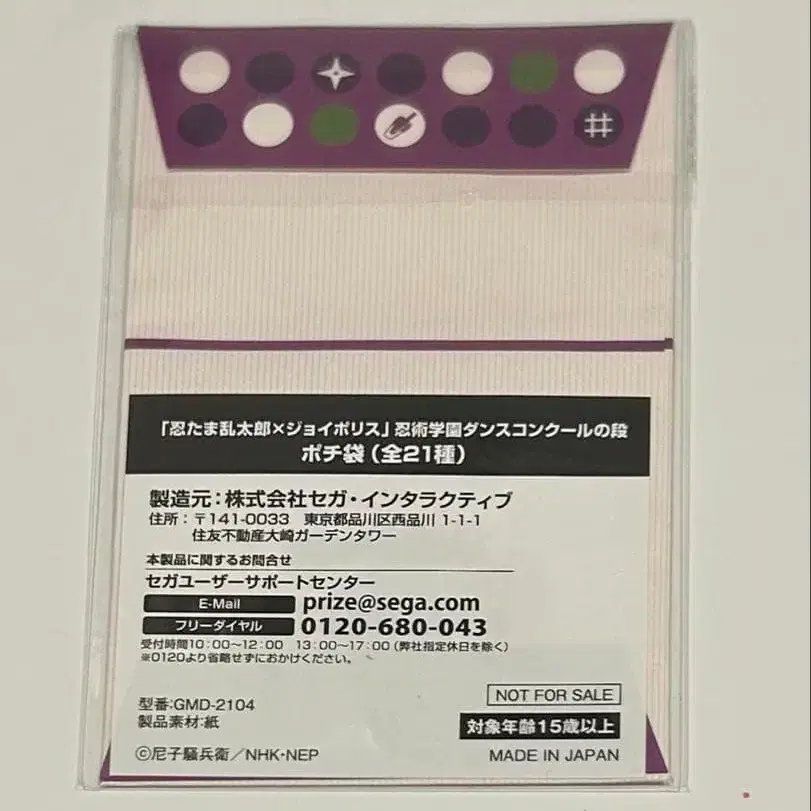 「忍たま乱太郎×ジョイポリス」忍術学園ダンスコンクールの段
ポチ袋(全21種)
製造元:株式会社セガ・インタラクティブ
住所:〒141-0033 東京都品川区西品川 1-1-1
住友不動産大崎ガーデンタワー
本製品に関するお問合せ
セガユーザーサポートセンター
E-Mail prize@sega.com
フリーダイヤル 0120-680-043
受付時間10:00~12:00 13:00~17:00(弊社指定休日を除く)
※0120より省略せずにおかけください。
型番:GMD-2104
製品素材:紙
NOT FOR SALE
対象年齢15歳以上
©尼子騒兵衛/NHK・NEP
MADE IN JAPAN